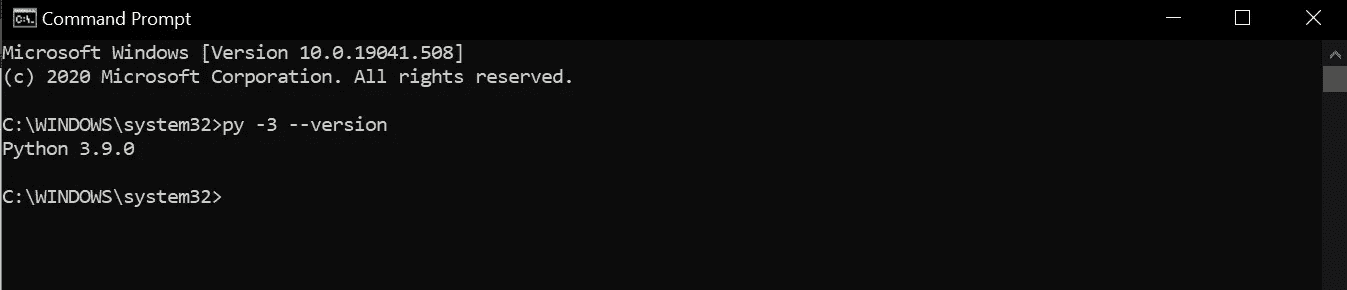 Command Prompt
Microsoft Windows [Version 10.0.19041.508]
(c) 2020 Microsoft Corporation. All rights reserved.
C:\WINDOWS\system32>py -3 --version
Python 3.9.0
C:\WINDOWS\system32>